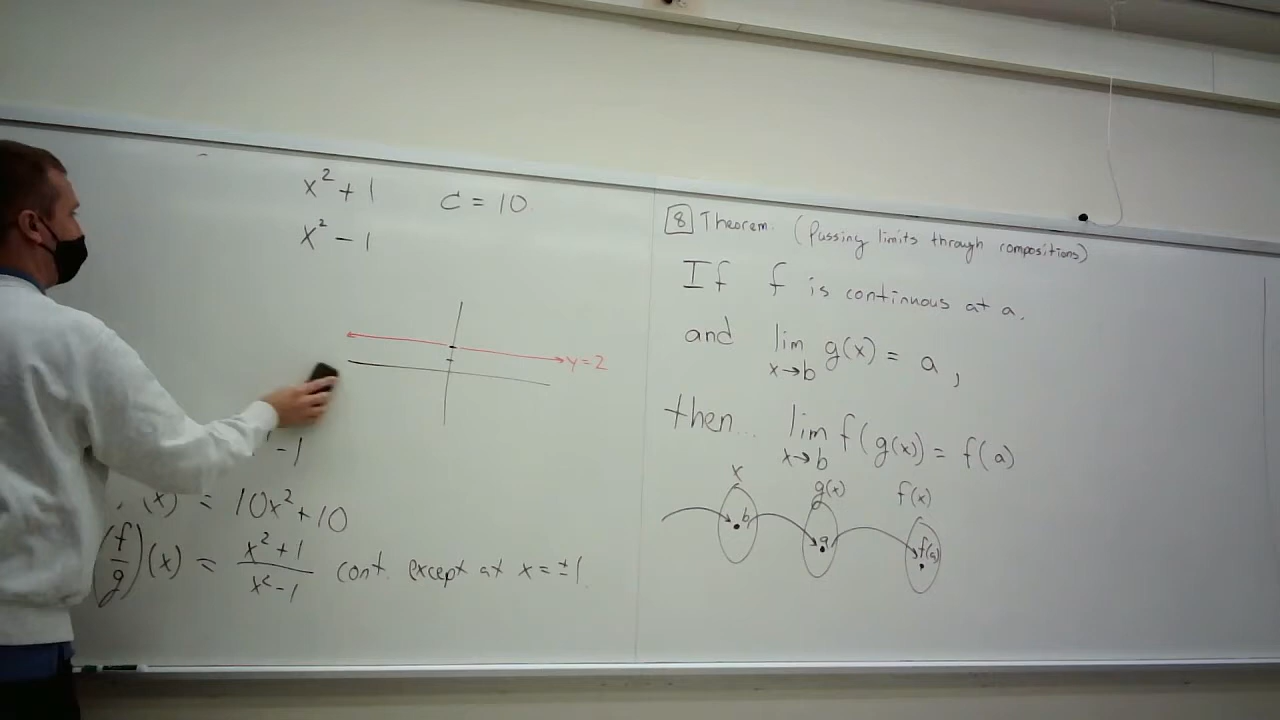 x² + 1
c = 10
x² - 1
y = 2
- 1
(x) = 10x² + 10
(f/g)(x) = (x² + 1)/(x² - 1) cont. except at x = ± 1.
8 Theorem. (Passing limits through compositions)
If f is continuous at a,
and lim x→b g(x) = a,
then... lim x→b f(g(x)) = f(a)
x g(x) f(x)
b a f(a)